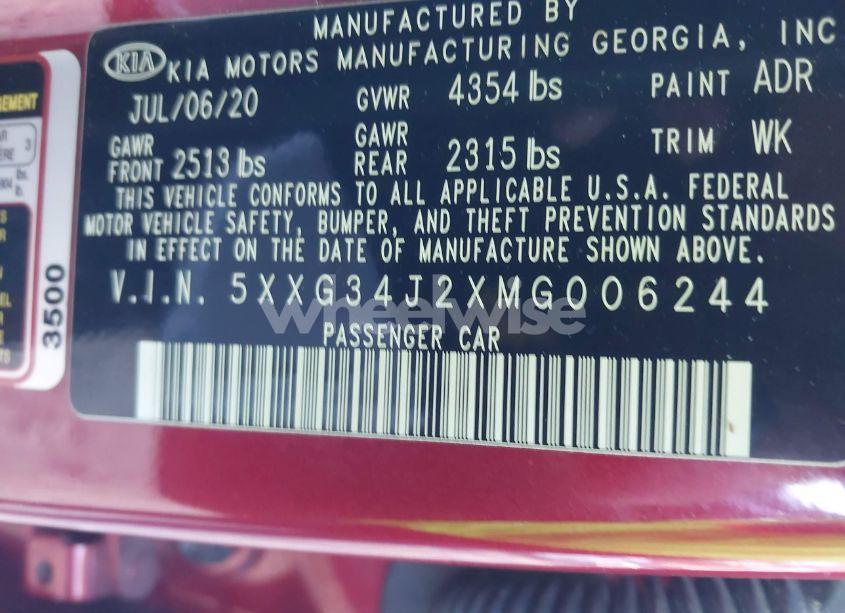 MANUFACTURED BY
KIA KIA MOTORS MANUFACTURING GEORGIA, INC
JUL/06/20 GVWR 4354 lbs PAINT ADR
GAWR FRONT 2513 lbs GAWR REAR 2315 lbs TRIM WK
THIS VEHICLE CONFORMS TO ALL APPLICABLE U.S.A. FEDERAL
MOTOR VEHICLE SAFETY, BUMPER, AND THEFT PREVENTION STANDARDS
IN EFFECT ON THE DATE OF MANUFACTURE SHOWN ABOVE.
V.I.N. 5XXG34J2XMG006244
wheelwise
PASSENGER CAR
3500